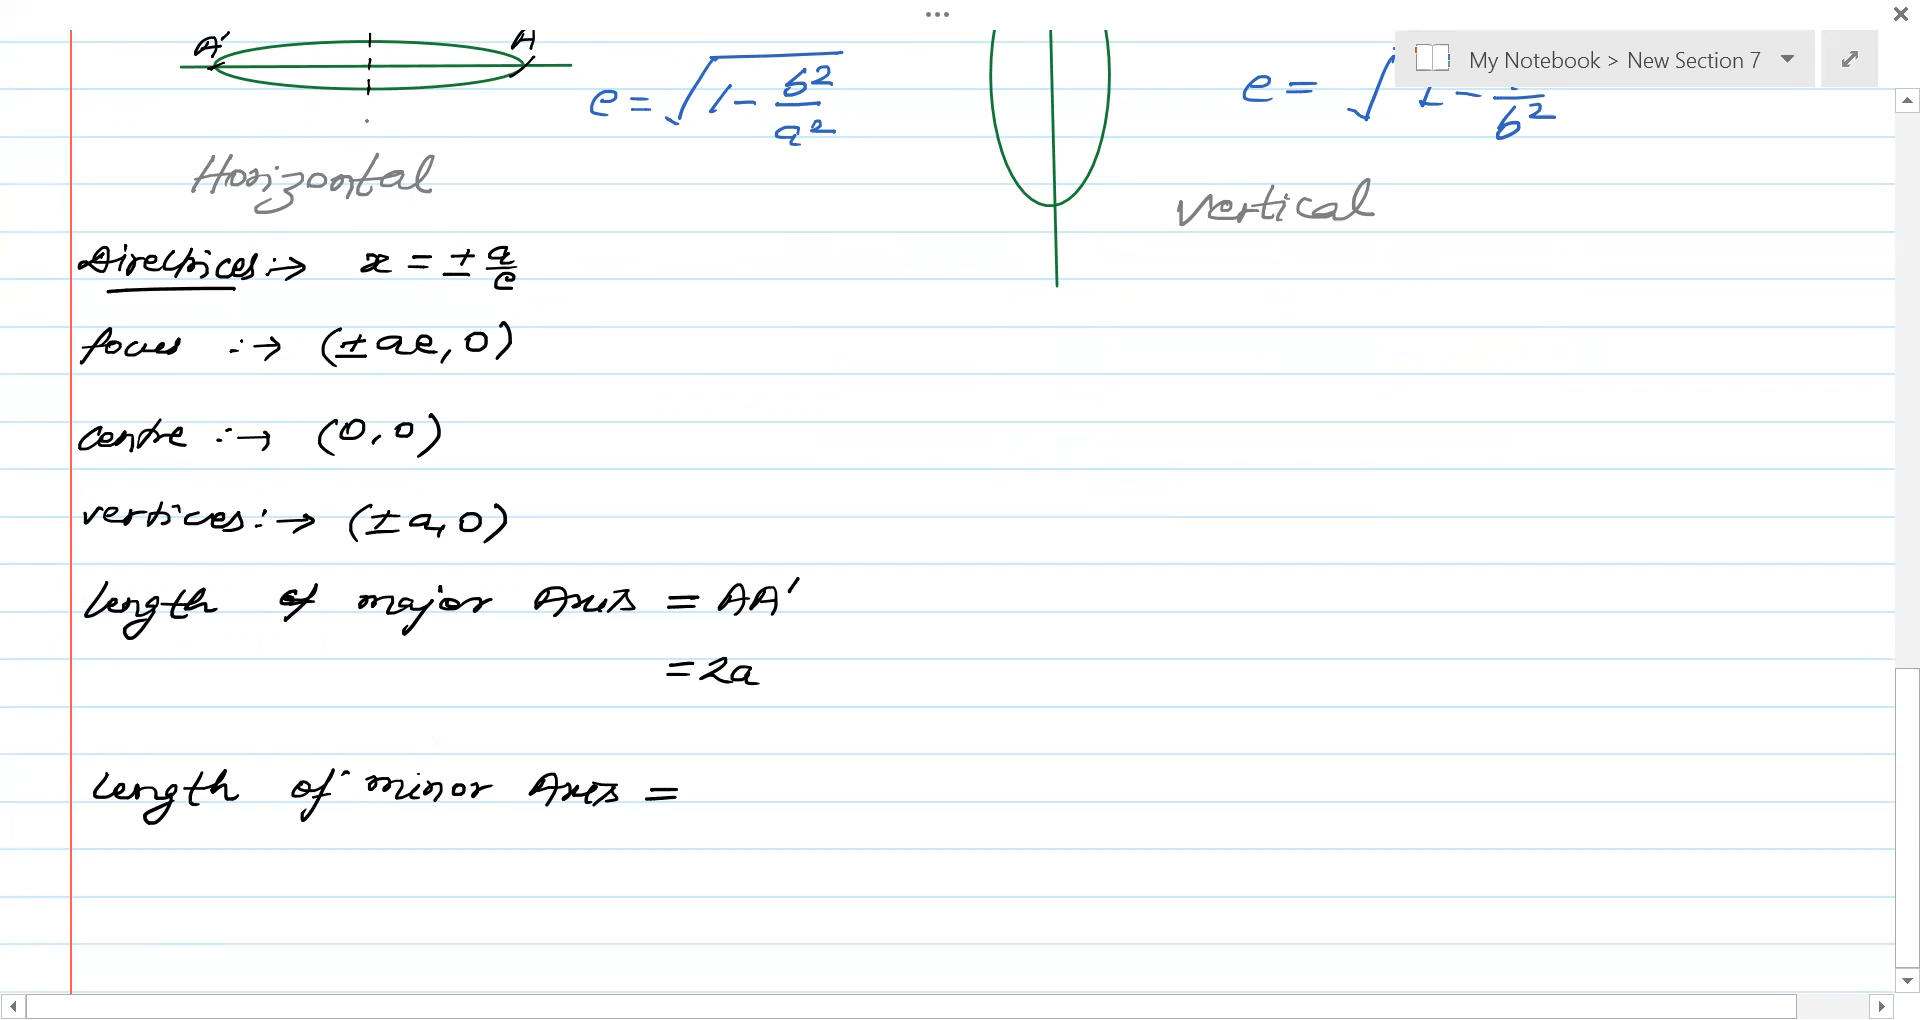 A' A
e = √(1 - b²/a²)
e = √1 - /b²
My Notebook > New Section 7
Horizontal
vertical
Directrices :→ x = ± a/e
focus :→ (± ae, 0)
centre :→ (0, 0)
vertices :→ (± a, 0)
length of major Axis = AA'
= 2a
Length of minor Axis =